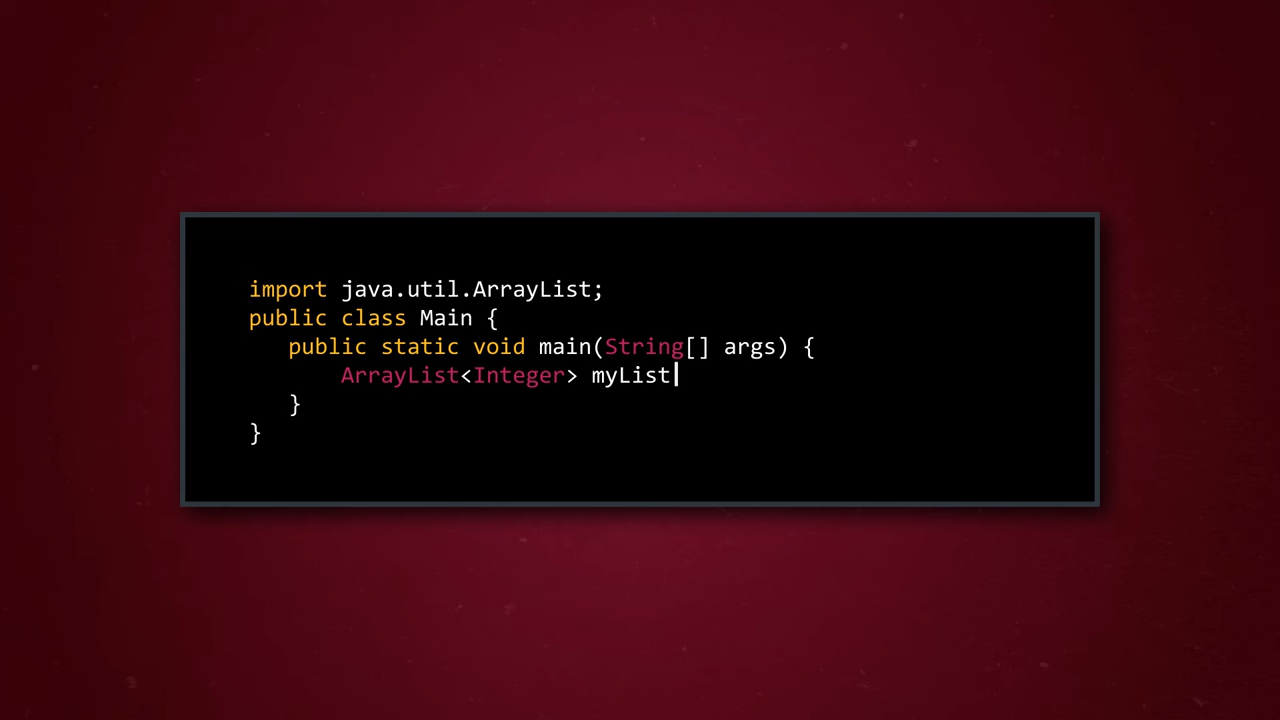 import java.util.ArrayList;
public class Main {
   public static void main(String[] args) {
       ArrayList<Integer> myList
   }
}